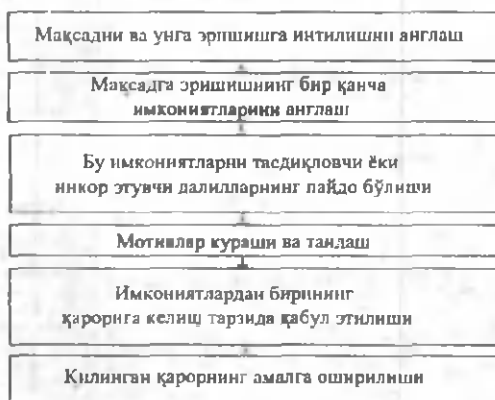 Мақсадни ва унга эришишга интилишни англаш
Мақсадга эришишнинг бир қанча
имкониятларини англаш
Бу имкониятларни тасдиқловчи ёки
инкор этувчи далилларнинг пайдо бўлиши
Мотивлар кураши ва танлаш
Имкониятлардан бирининг
қарорига келиш тарзида қабул этилиши
Қилинган қарорнинг амалга оширилиши